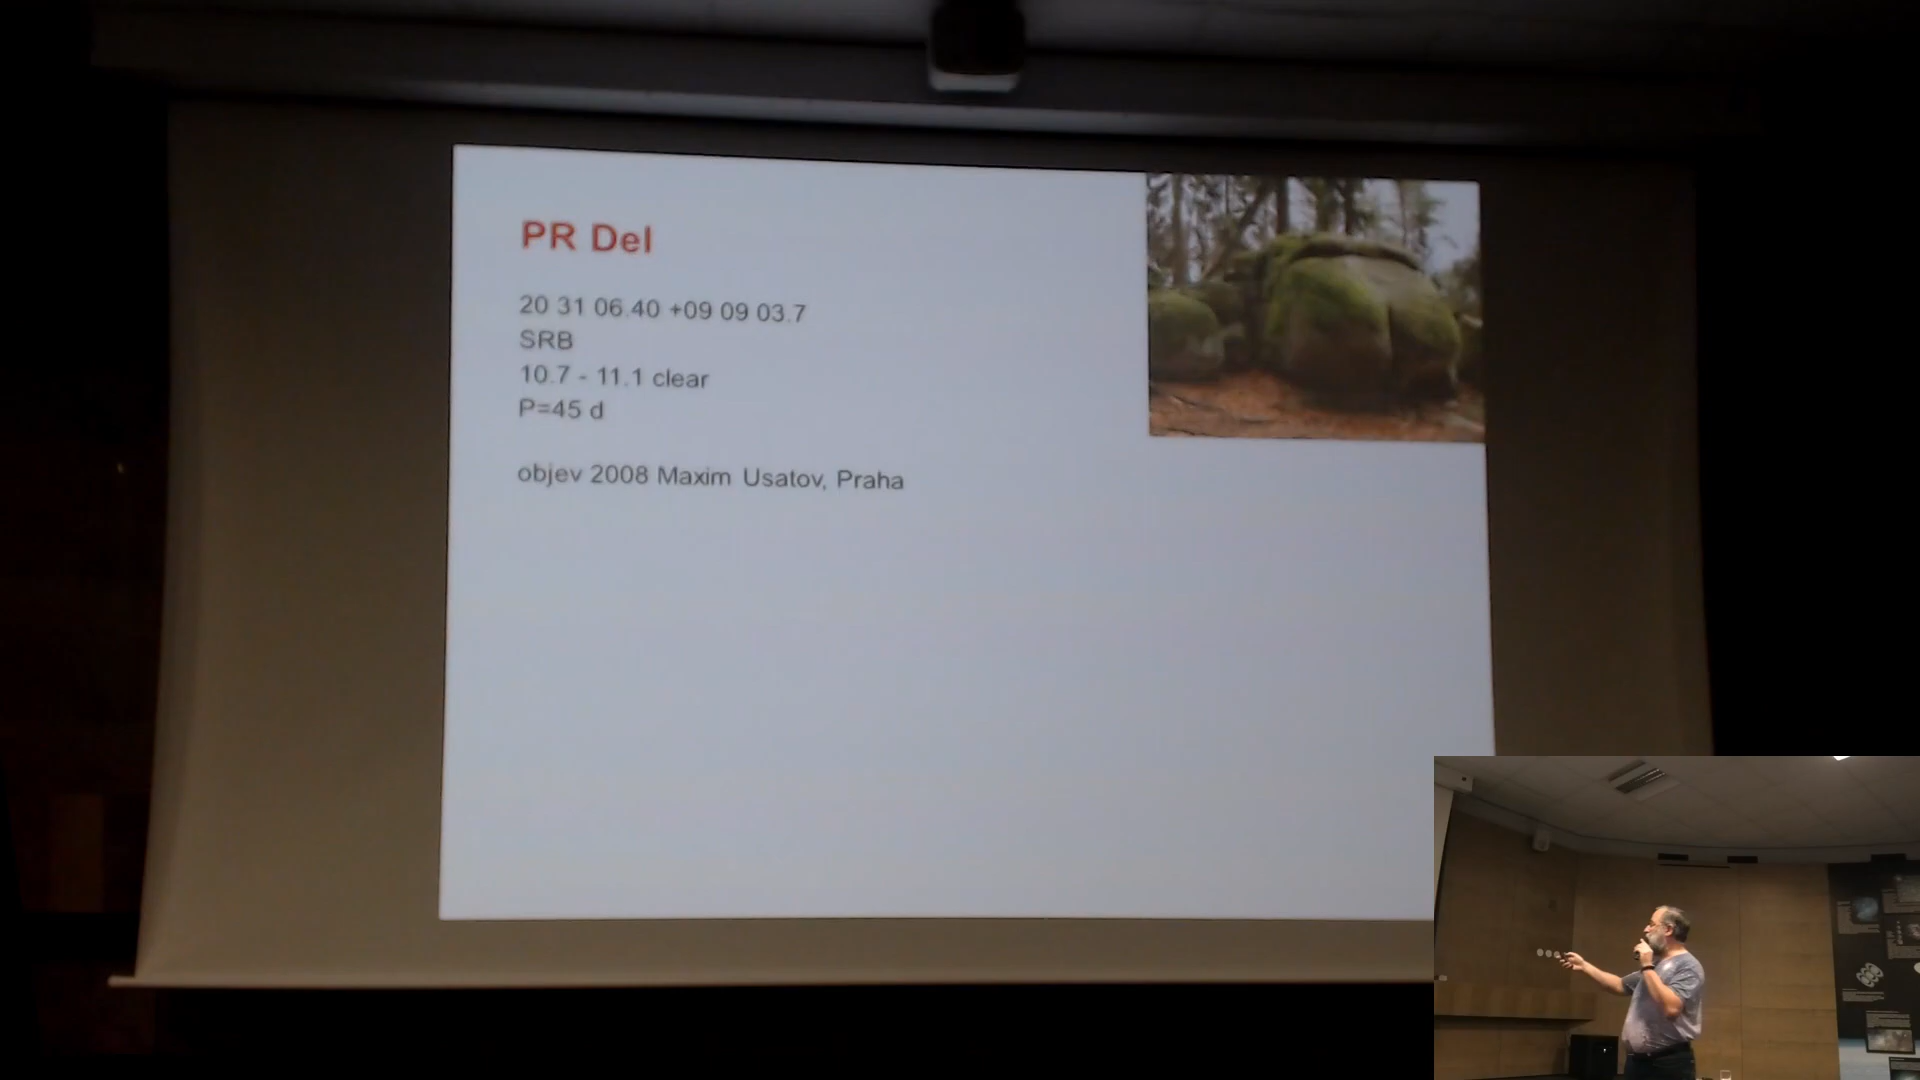 PR Del
20 31 06.40 +09 09 03.7
SRB
10.7 - 11.1 clear
P=45 d
objev 2008 Maxim Usatov, Praha